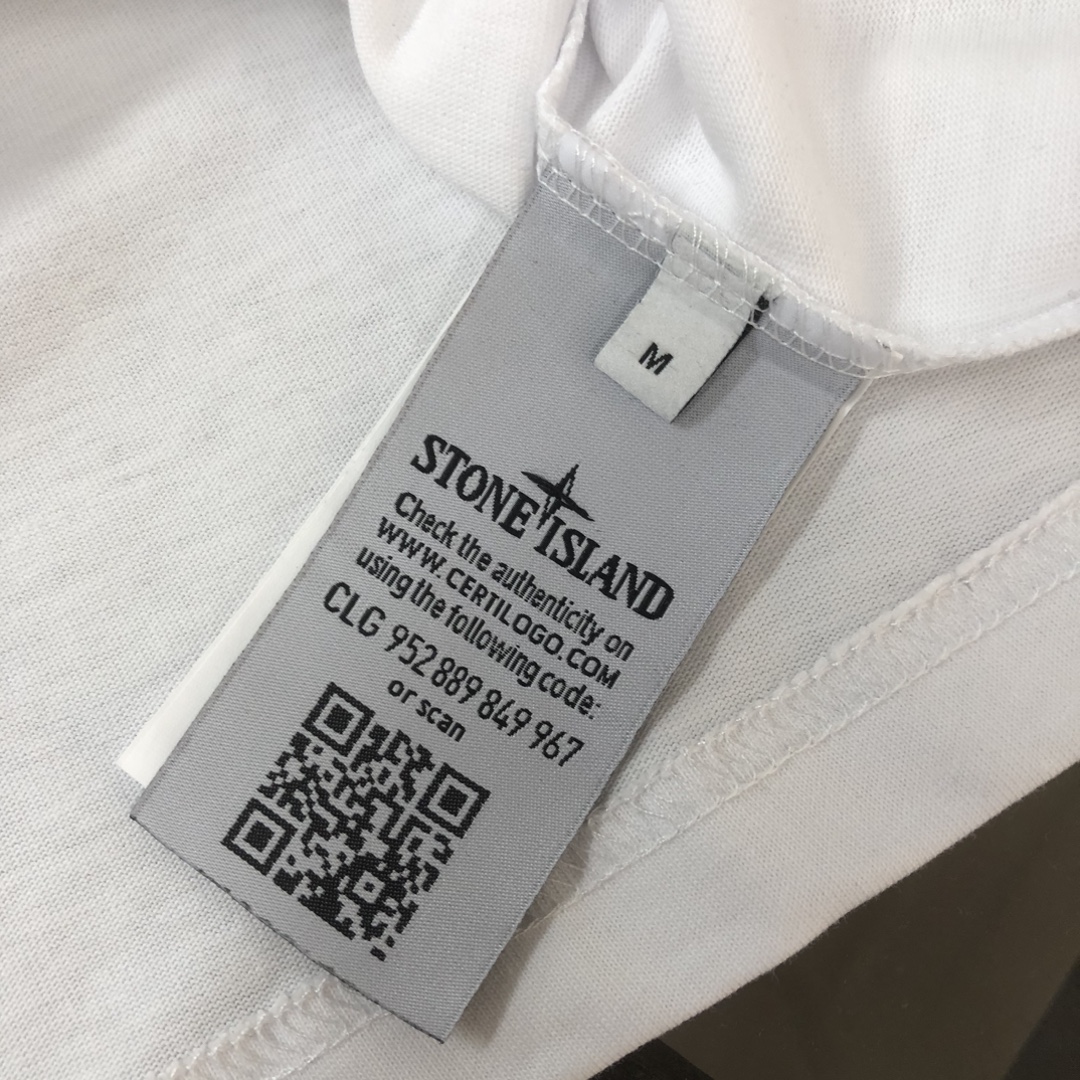 M
STONE ISLAND
Check the authenticity on
WWW.CERTILOGO.COM
using the following code:
CLG 952 889 849 967
or scan